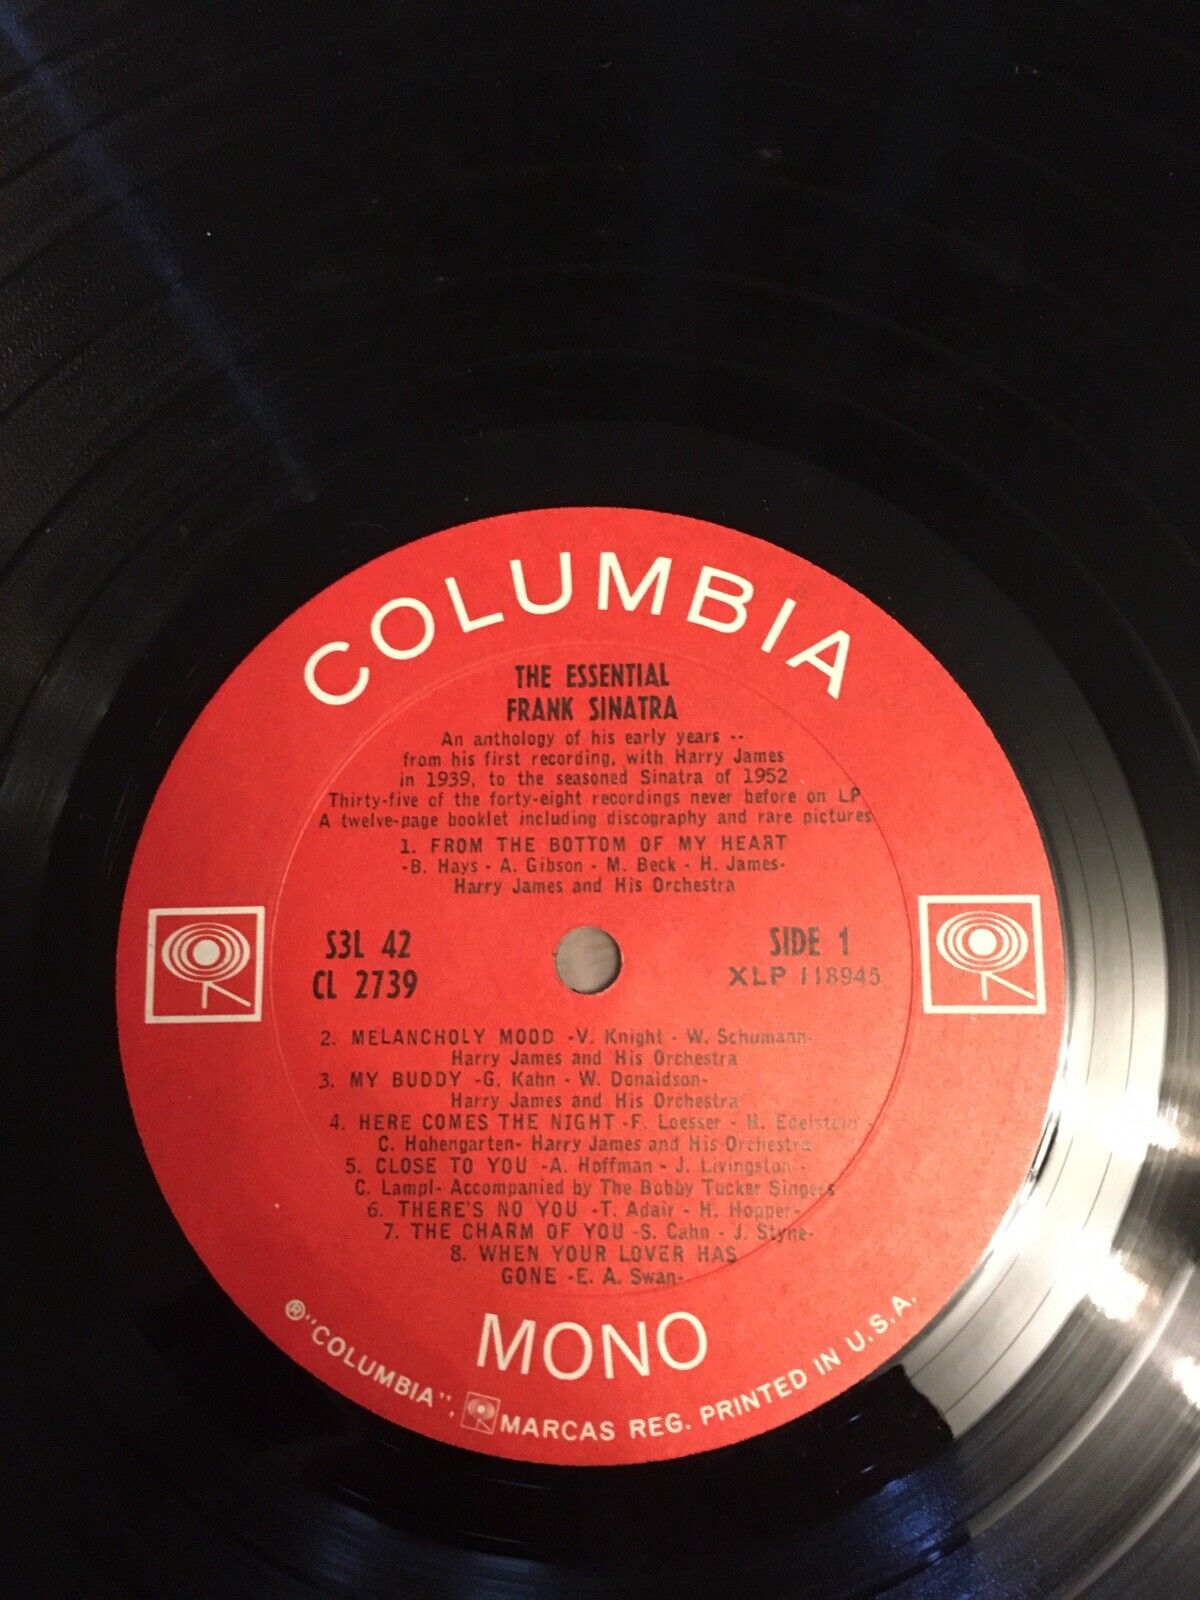 COLUMBIA
THE ESSENTIAL
FRANK SINATRA
An anthology of his early years --
from his first recording, with Harry James
in 1939, to the seasoned Sinatra of 1952
Thirty-five of the forty-eight recordings never before on LP
A twelve-page booklet including discography and rare pictures
1. FROM THE BOTTOM OF MY HEART
-B. Hays - A. Gibson - M. Beck - H. James-
Harry James and His Orchestra
S3L 42
CL 2739
SIDE 1
XLP 118945
2. MELANCHOLY MOOD -V. Knight - W. Schumann-
Harry James and His Orchestra
3. MY BUDDY -G. Kahn - W. Donaldson-
Harry James and His Orchestra
4. HERE COMES THE NIGHT -F. Loesser - H. Edelstein -
C. Hohengarten- Harry James and His Orchestra
5. CLOSE TO YOU -A. Hoffman - J. Livingston -
C. Lampl- Accompanied by The Bobby Tucker Singers
6. THERE'S NO YOU -T. Adair - H. Hopper-
7. THE CHARM OF YOU -S. Cahn - J. Styne-
8. WHEN YOUR LOVER HAS
GONE -E. A. Swan-
MONO
®"COLUMBIA", MARCAS REG. PRINTED IN U.S.A.